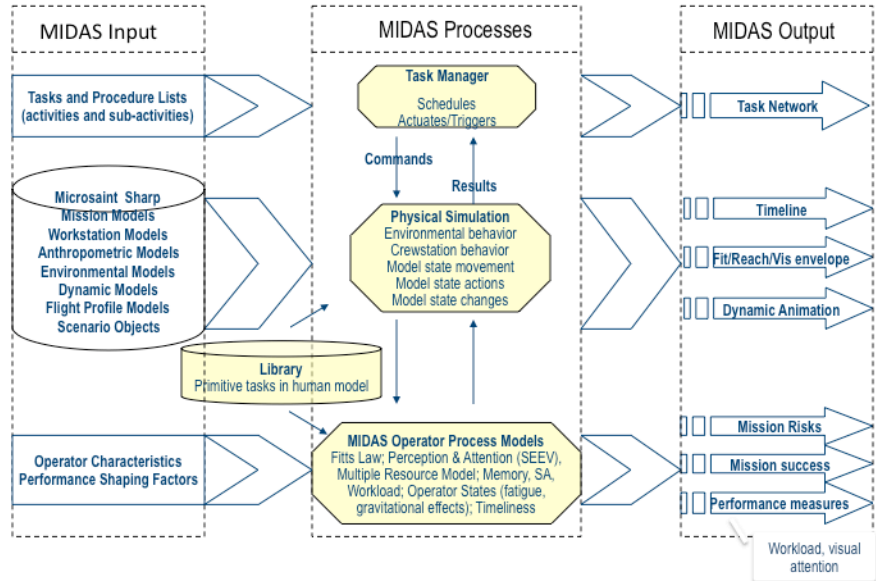 MIDAS Input
MIDAS Processes
MIDAS Output
Tasks and Procedure Lists
(activities and sub-activities)
Task Manager
Schedules
Actuates/Triggers
Task Network
Commands
Results
Microsaint Sharp
Mission Models
Workstation Models
Anthropometric Models
Environmental Models
Dynamic Models
Flight Profile Models
Scenario Objects
Physical Simulation
Environmental behavior
Crewstation behavior
Model state movement
Model state actions
Model state changes
Timeline
Fit/Reach/Vis envelope
Dynamic Animation
Library
Primitive tasks in human model
Operator Characteristics
Performance Shaping Factors
MIDAS Operator Process Models
Fitts Law; Perception & Attention (SEEV),
Multiple Resource Model; Memory, SA,
Workload; Operator States (fatigue,
gravitational effects); Timeliness
Mission Risks
Mission success
Performance measures
Workload, visual
attention